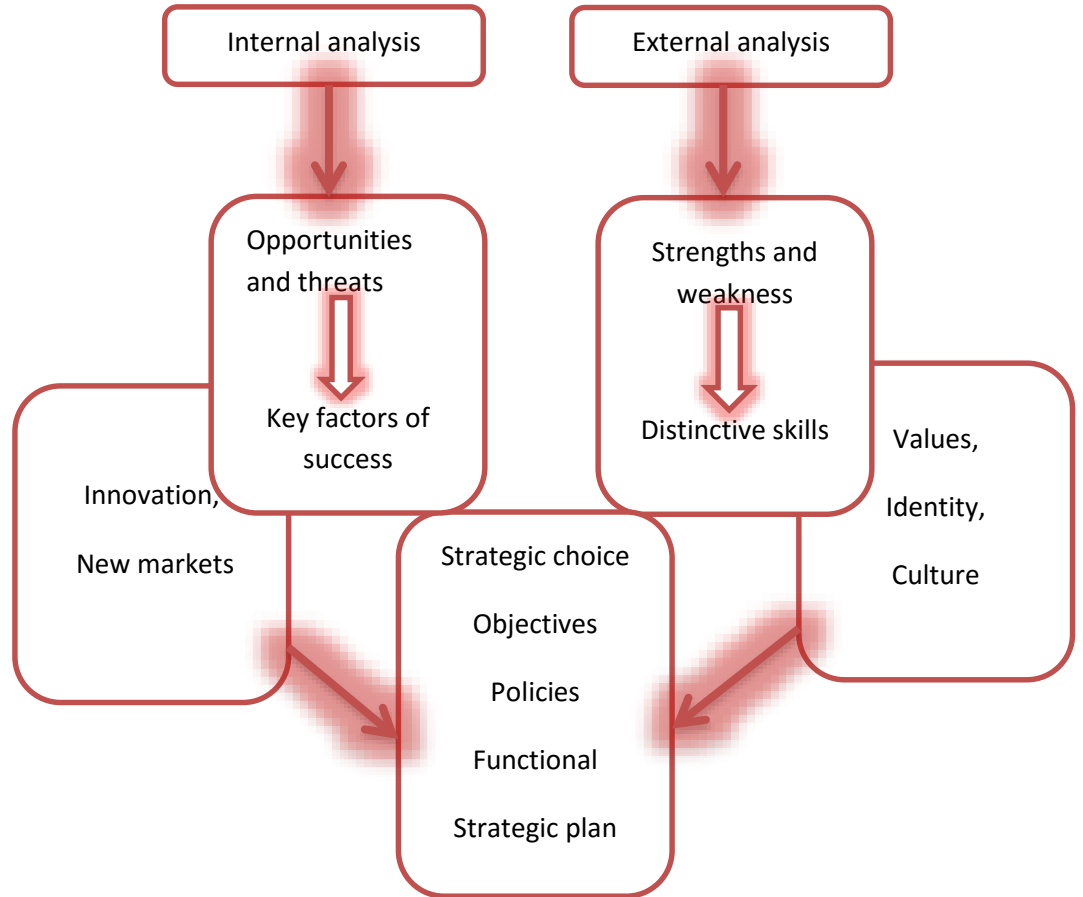 Internal analysis
External analysis
Opportunities
and threats
Key factors of
success
Strengths and
weakness
Distinctive skills
Innovation,
New markets
Values,
Identity,
Culture
Strategic choice
Objectives
Policies
Functional
Strategic plan